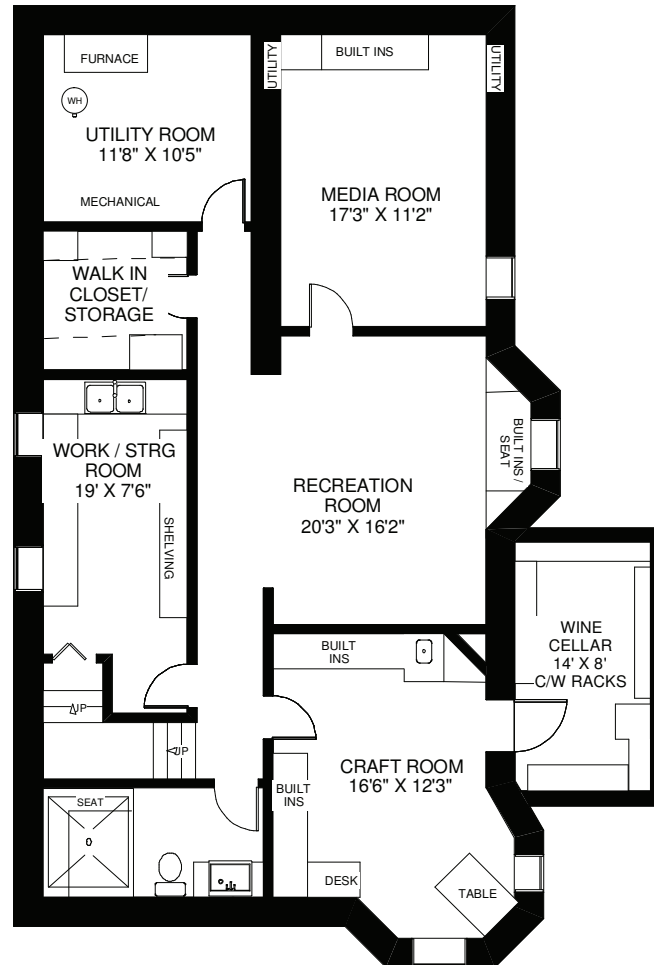 FURNACE
WH
UTILITY ROOM
11'8" X 10'5"
MECHANICAL
UTILITY
BUILT INS
UTILITY
MEDIA ROOM
17'3" X 11'2"
WALK IN
CLOSET/
STORAGE
WORK / STRG
ROOM
19' X 7'6"
SHELVING
RECREATION
ROOM
20'3" X 16'2"
BUILT INS /
SEAT
WINE
CELLAR
14' X 8'
C/W RACKS
BUILT
INS
UP
UP
CRAFT ROOM
16'6" X 12'3"
BUILT
INS
SEAT
DESK
TABLE